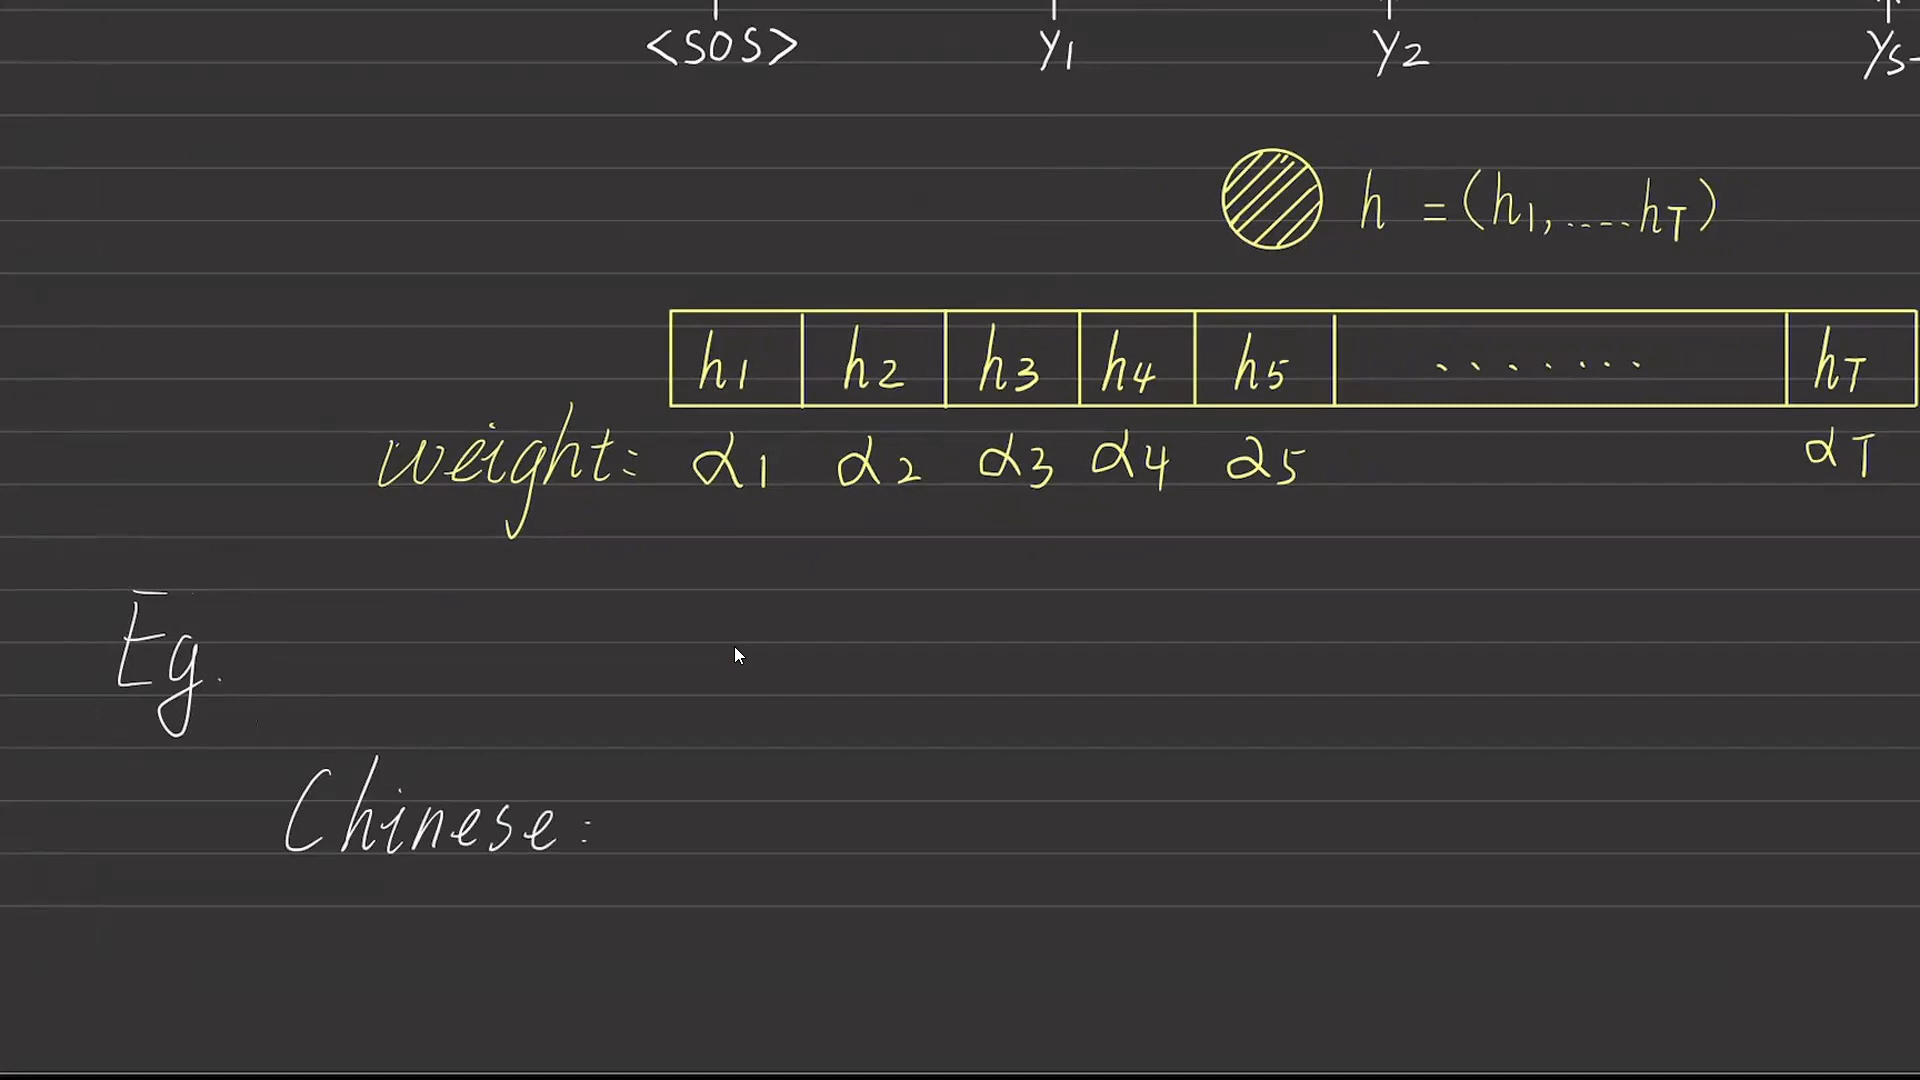 <SOS> y1 y2 ys-
h = (h1, ..... hT)
h1 h2 h3 h4 h5 ....... hT
weight: α1 α2 α3 α4 α5 αT
Eg.
Chinese: